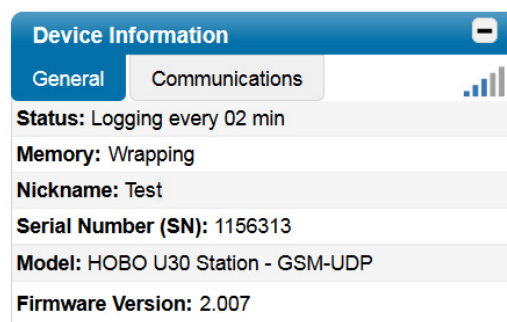 Device Information
General Communications
Status: Logging every 02 min
Memory: Wrapping
Nickname: Test
Serial Number (SN): 1156313
Model: HOBO U30 Station - GSM-UDP
Firmware Version: 2.007